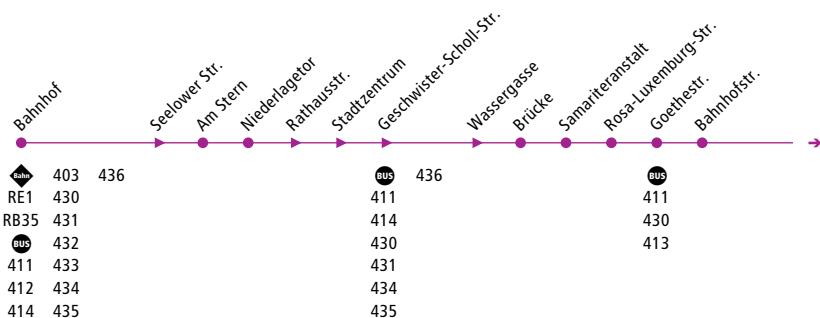 Bahnhof
Seelower Str.
Am Stern
Niederlagetor
Rathausstr.
Stadtzentrum
Geschwister-Scholl-Str.
Wassergasse
Brücke
Samariteranstalt
Rosa-Luxemburg-Str.
Goethestr.
Bahnhofstr.
Bahn 403 436
RE1 430
RB35 431
BUS 432
411 433
412 434
414 435
BUS 436
411
414
430
431
434
435
BUS
411
430
413